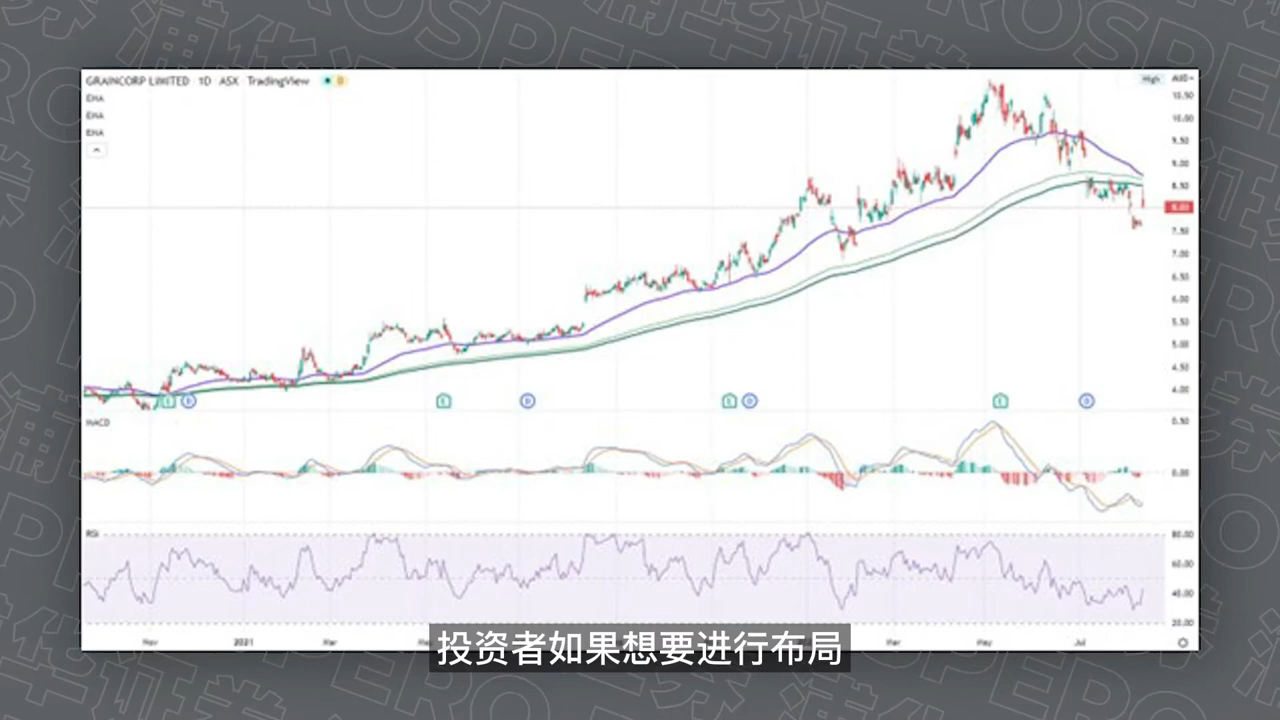 GRAINCORP LIMITED 1D ASX TradingView D
EMA
EMA
EMA
High AUD
10.50
10.00
9.50
9.00
8.50
8.00
7.50
7.00
6.50
6.00
5.50
5.00
4.50
4.00
E D E D E D E D
MACD
0.50
0.00
RSI
80.00
60.00
40.00
20.00
Nov 2021 Mar Mar May Jul
投资者如果想要进行布局